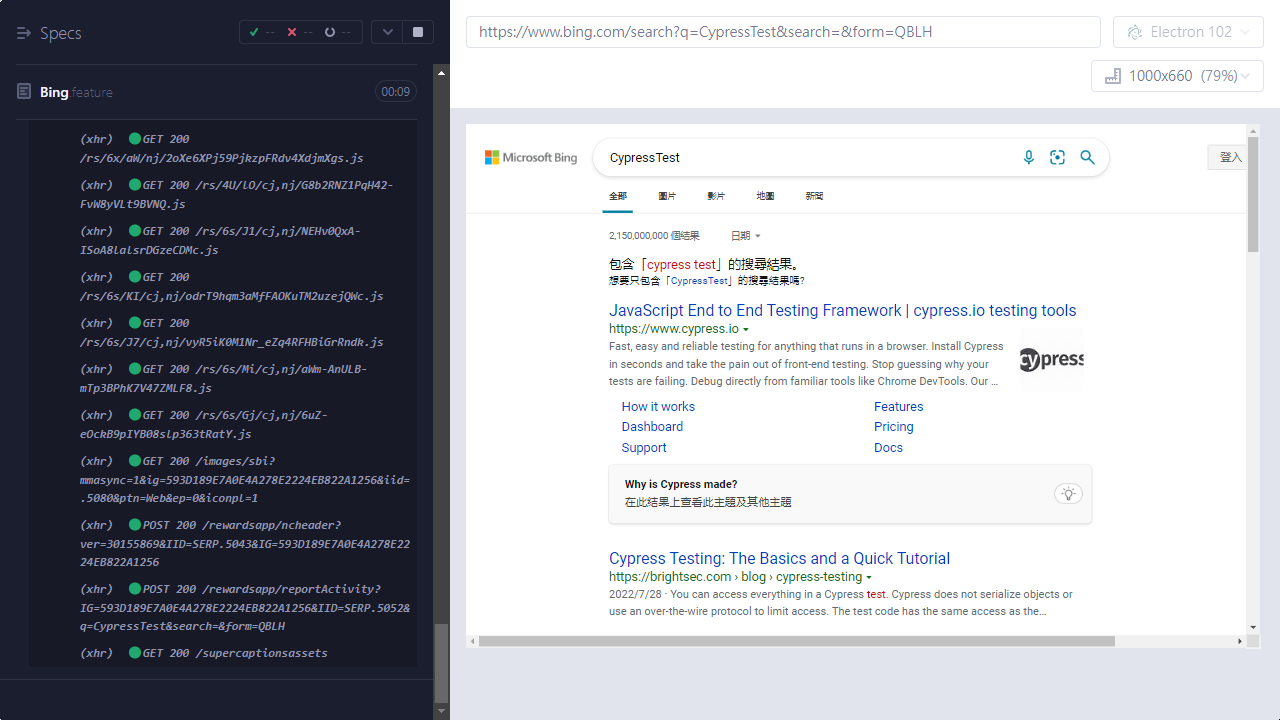 Specs
-- -- --
Bing.feature 00:09
(xhr) GET 200
/rs/6x/aW/nj/2oXe6XPj59PjkzpFRdv4XdjmXgs.js
(xhr) GET 200 /rs/4U/lO/cj,nj/G8b2RNZ1PqH42-
FvW8yVLt9BVNQ.js
(xhr) GET 200 /rs/6s/J1/cj,nj/NEHv0QxA-
ISoA8lalsrDGzeCDMc.js
(xhr) GET 200
/rs/6s/KI/cj,nj/odrT9hqm3aMfFAOKuTM2uzejQWc.js
(xhr) GET 200
/rs/6s/J7/cj,nj/vyR5iK0M1Nr_eZq4RFHBiGrRndk.js
(xhr) GET 200 /rs/6s/Mi/cj,nj/aWm-AnULB-
mTp3BPhK7V47ZMLF8.js
(xhr) GET 200 /rs/6s/Gj/cj,nj/6uZ-
eOckB9pIYB08slp363tRatY.js
(xhr) GET 200 /images/sbi?
mmasync=1&ig=593D189E7A0E4A278E2224EB822A1256&iid=
.5080&ptn=Web&ep=0&iconpl=1
(xhr) POST 200 /rewardsapp/ncheader?
ver=30155869&IID=SERP.5043&IG=593D189E7A0E4A278E22
24EB822A1256
(xhr) POST 200 /rewardsapp/reportActivity?
IG=593D189E7A0E4A278E2224EB822A1256&IID=SERP.5052&
q=CypressTest&search=&form=QBLH
(xhr) GET 200 /supercaptionsassets
https://www.bing.com/search?q=CypressTest&search=&form=QBLH
Electron 102
1000x660 (79%)
Microsoft Bing
CypressTest
登入
全部 圖片 影片 地圖 新聞
2,150,000,000 個結果 日期
包含「cypress test」的搜尋結果。
想要只包含「CypressTest」的搜尋結果嗎?
JavaScript End to End Testing Framework | cypress.io testing tools
https://www.cypress.io
Fast, easy and reliable testing for anything that runs in a browser. Install Cypress
in seconds and take the pain out of front-end testing. Stop guessing why your
tests are failing. Debug directly from familiar tools like Chrome DevTools. Our …
cypress
How it works Features
Dashboard Pricing
Support Docs
Why is Cypress made?
在此結果上查看此主題及其他主題
Cypress Testing: The Basics and a Quick Tutorial
https://brightsec.com › blog › cypress-testing
2022/7/28 · You can access everything in a Cypress test. Cypress does not serialize objects or
use an over-the-wire protocol to limit access. The test code has the same access as the…